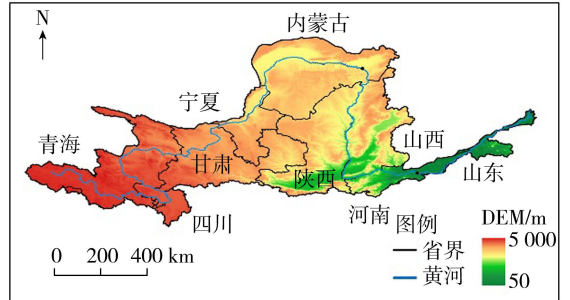 N
内蒙古
宁夏
青海
甘肃
陕西
山西
山东
四川
河南
图例
DEM/m
省界
5 000
黄河
50
0 200 400 km